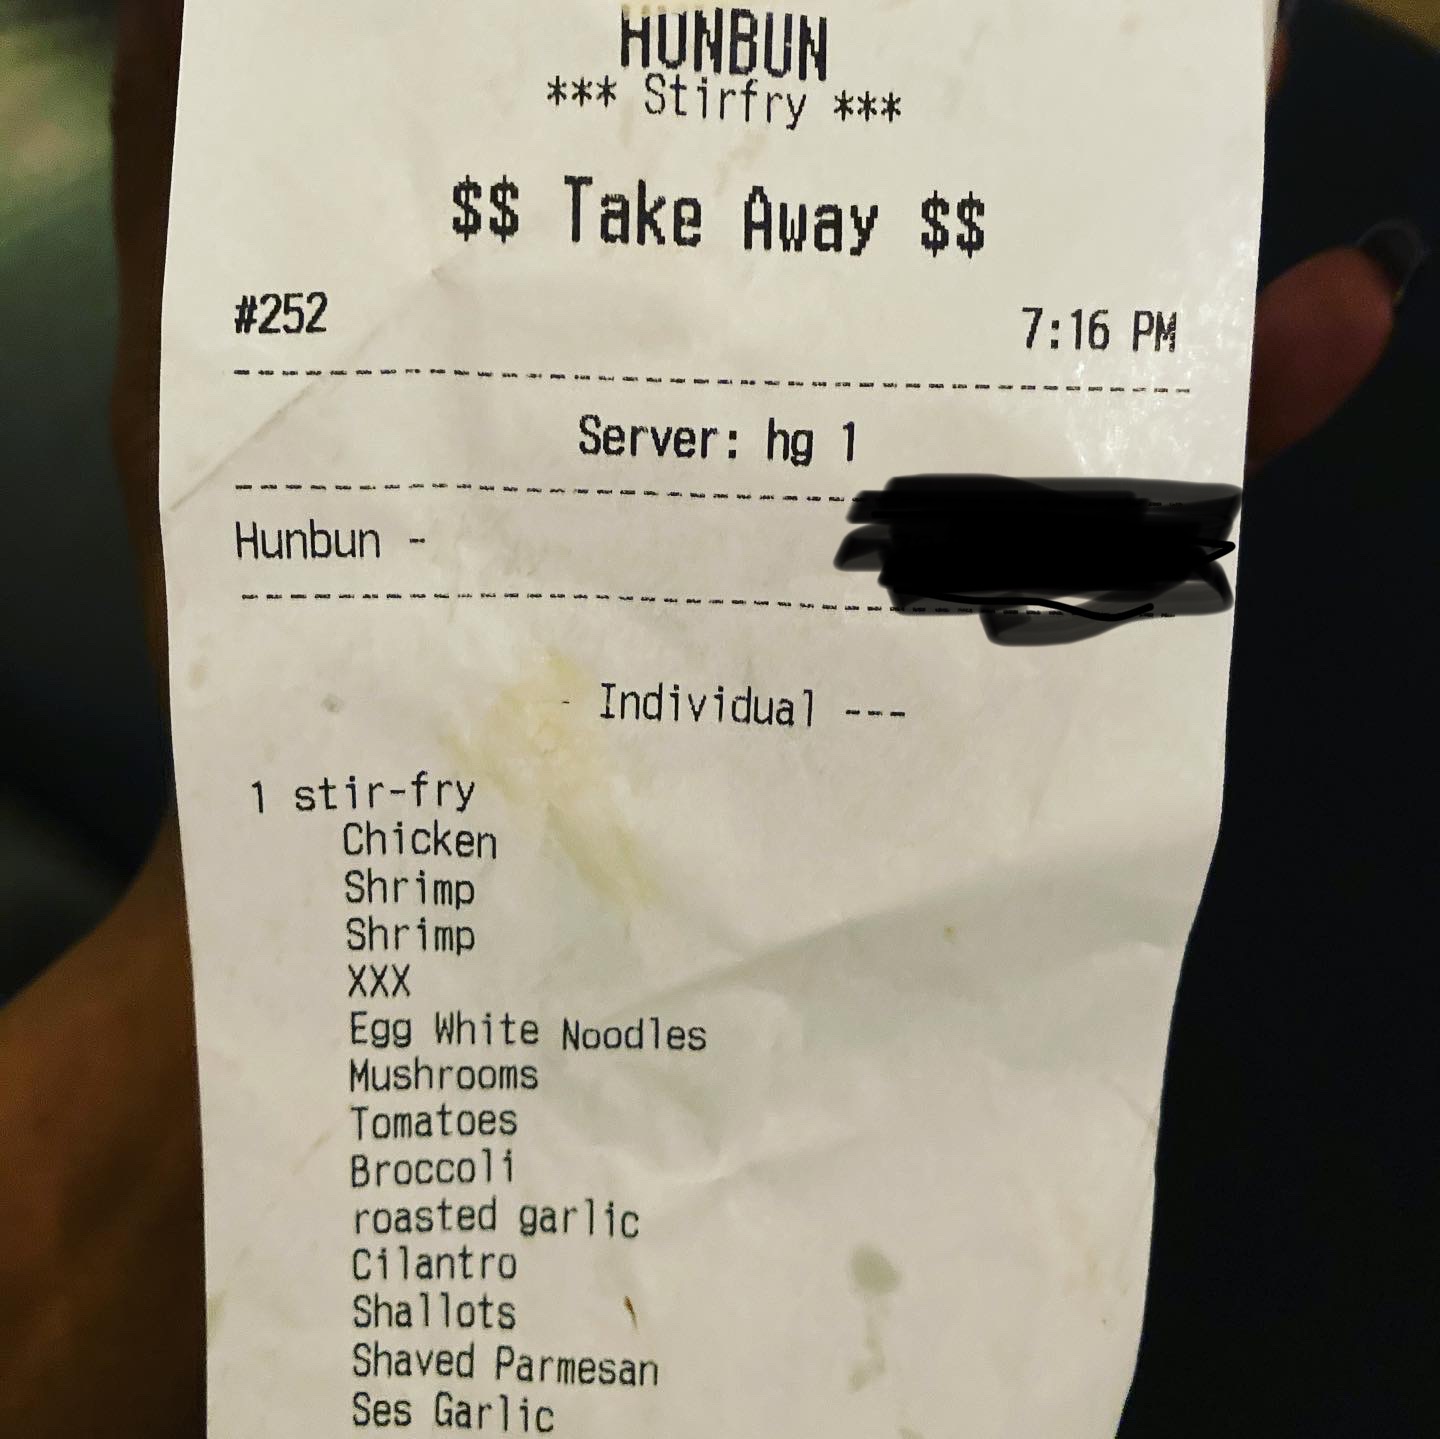 HUNBUN
*** Stirfry ***
$$ Take Away $$
#252 7:16 PM
Server: hg 1
Hunbun -
- Individual ---
1 stir-fry
Chicken
Shrimp
Shrimp
XXX
Egg White Noodles
Mushrooms
Tomatoes
Broccoli
roasted garlic
Cilantro
Shallots
Shaved Parmesan
Ses Garlic